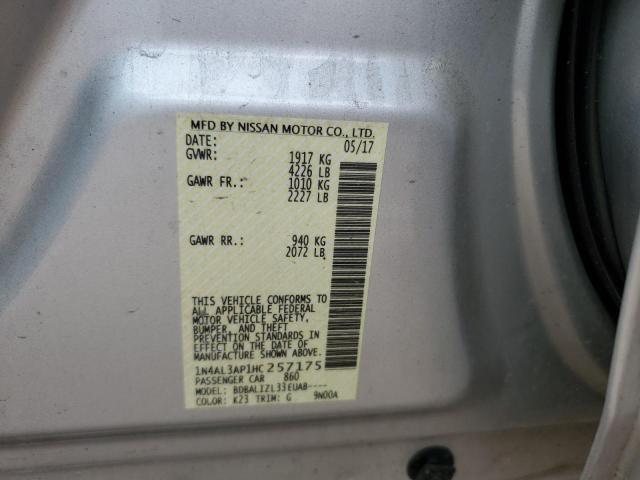 MFD BY NISSAN MOTOR CO., LTD.
DATE: 05/17
GVWR: 1917 KG
4226 LB
GAWR FR.: 1010 KG
2227 LB
GAWR RR.: 940 KG
2072 LB
THIS VEHICLE CONFORMS TO
ALL APPLICABLE FEDERAL
MOTOR VEHICLE SAFETY,
BUMPER, AND THEFT
PREVENTION STANDARDS IN
EFFECT ON THE DATE OF
MANUFACTURE SHOWN ABOVE.
1N4AL3AP1HC257175
PASSENGER CAR 860
MODEL: BDBALIZL33EUAB----
COLOR: K23 TRIM: G 9N00A